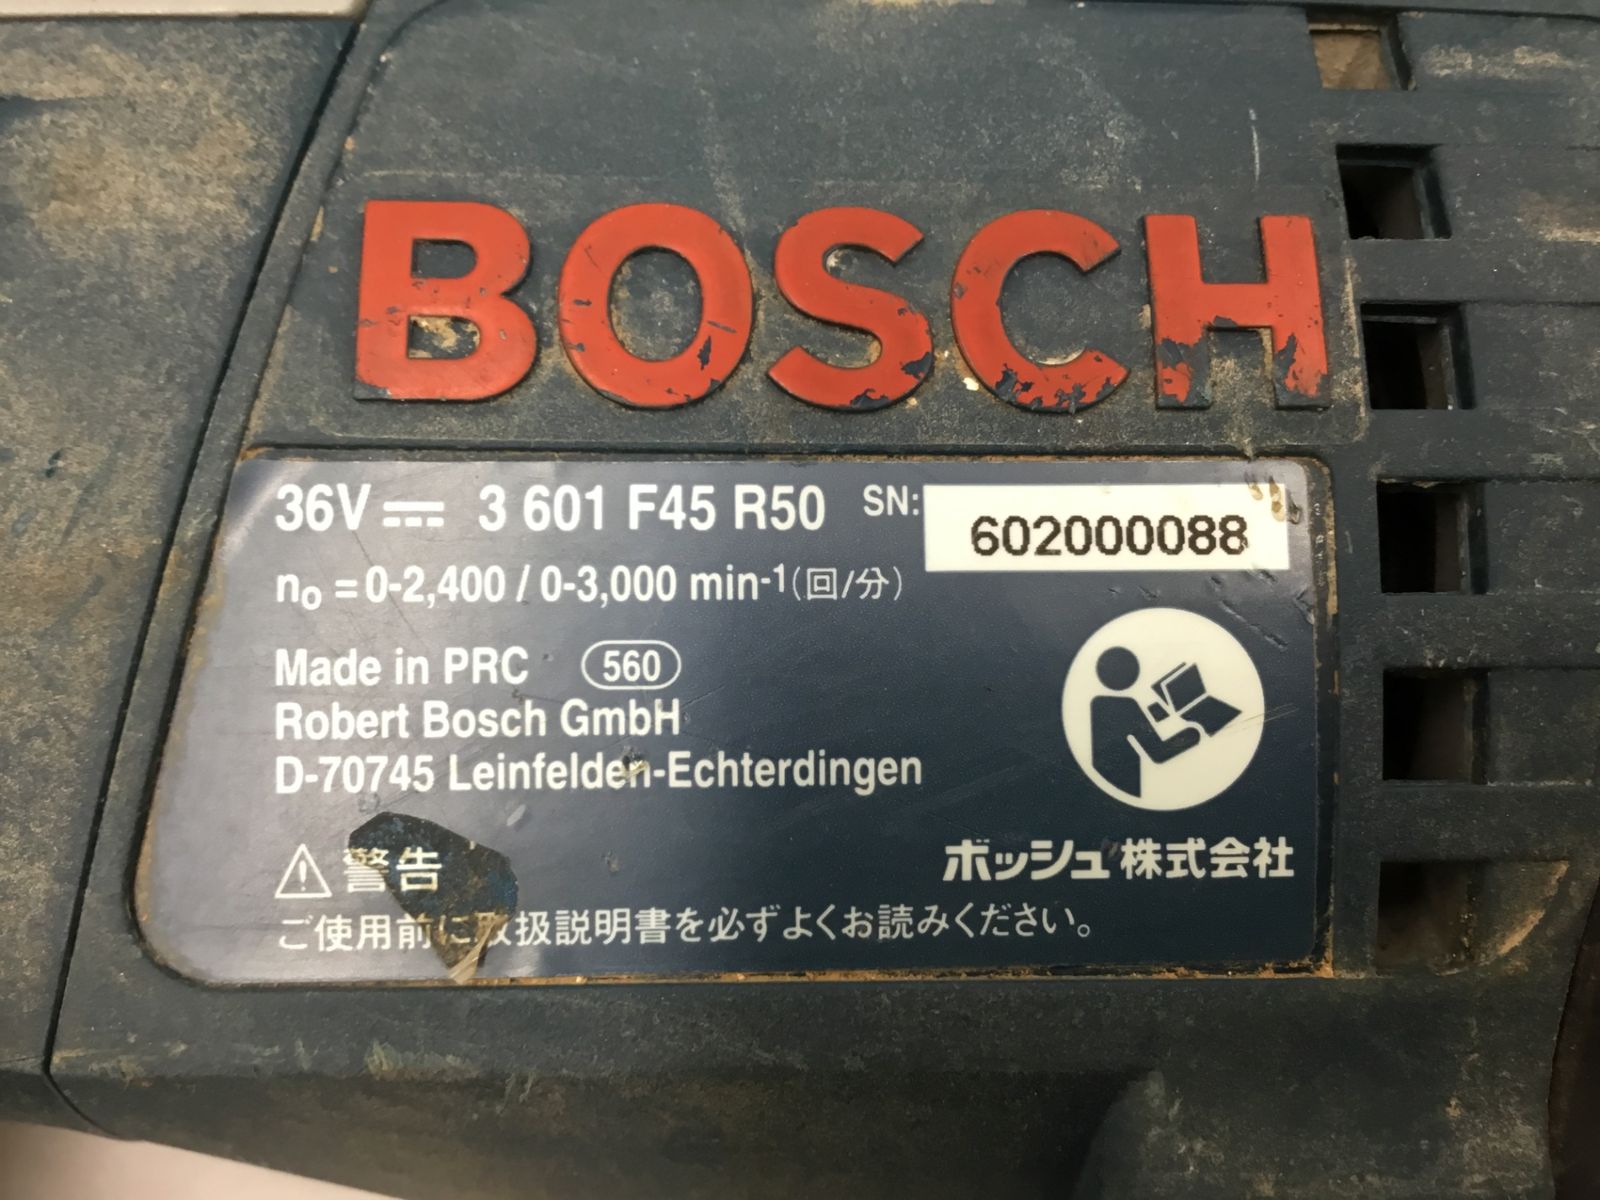 BOSCH
36V 3 601 F45 R50 SN: 602000088
n₀ = 0-2,400 / 0-3,000 min⁻¹(回/分)
Made in PRC 560
Robert Bosch GmbH
D-70745 Leinfelden-Echterdingen
ボッシュ株式会社
警告
ご使用前に取扱説明書を必ずよくお読みください。